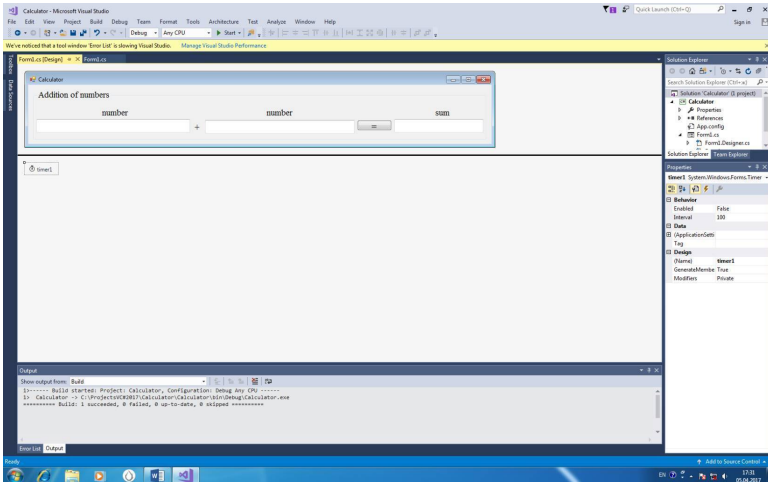 Calculator - Microsoft Visual Studio
Quick Launch (Ctrl+Q)
File Edit View Project Build Debug Team Format Tools Architecture Test Analyze Window Help
Sign in
Debug Any CPU Start
We've noticed that a tool window 'Error List' is slowing Visual Studio. Manage Visual Studio Performance
Toolbox
Data Sources
Form1.cs [Design] Form1.cs
Calculator
Addition of numbers
number number sum
+ =
timer1
Solution Explorer
Search Solution Explorer (Ctrl+ж)
Solution 'Calculator' (1 project)
Calculator
Properties
References
App.config
Form1.cs
Form1.Designer.cs
Solution Explorer Team Explorer
Properties
timer1 System.Windows.Forms.Timer
Behavior
Enabled False
Interval 100
Data
(ApplicationSetti
Tag
Design
(Name) timer1
GenerateMembe True
Modifiers Private
Output
Show output from: Build
1>------ Build started: Project: Calculator, Configuration: Debug Any CPU ------
1> Calculator -> C:\ProjectsVC#2017\Calculator\Calculator\bin\Debug\Calculator.exe
========== Build: 1 succeeded, 0 failed, 0 up-to-date, 0 skipped ==========
Error List Output
Ready
Add to Source Control
EN
17:31
05.04.2017